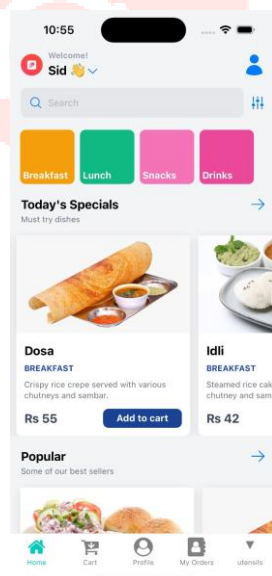 10:55
Welcome!
Sid 👋
Search
Breakfast Lunch Snacks Drinks
Today's Specials
Must try dishes
Dosa
BREAKFAST
Crispy rice crepe served with various
chutneys and sambar.
Rs 55 Add to cart
Idli
BREAKFAST
Steamed rice cak
chutney and sam
Rs 42
Popular
Some of our best sellers
Home Cart Profile My Orders utensils